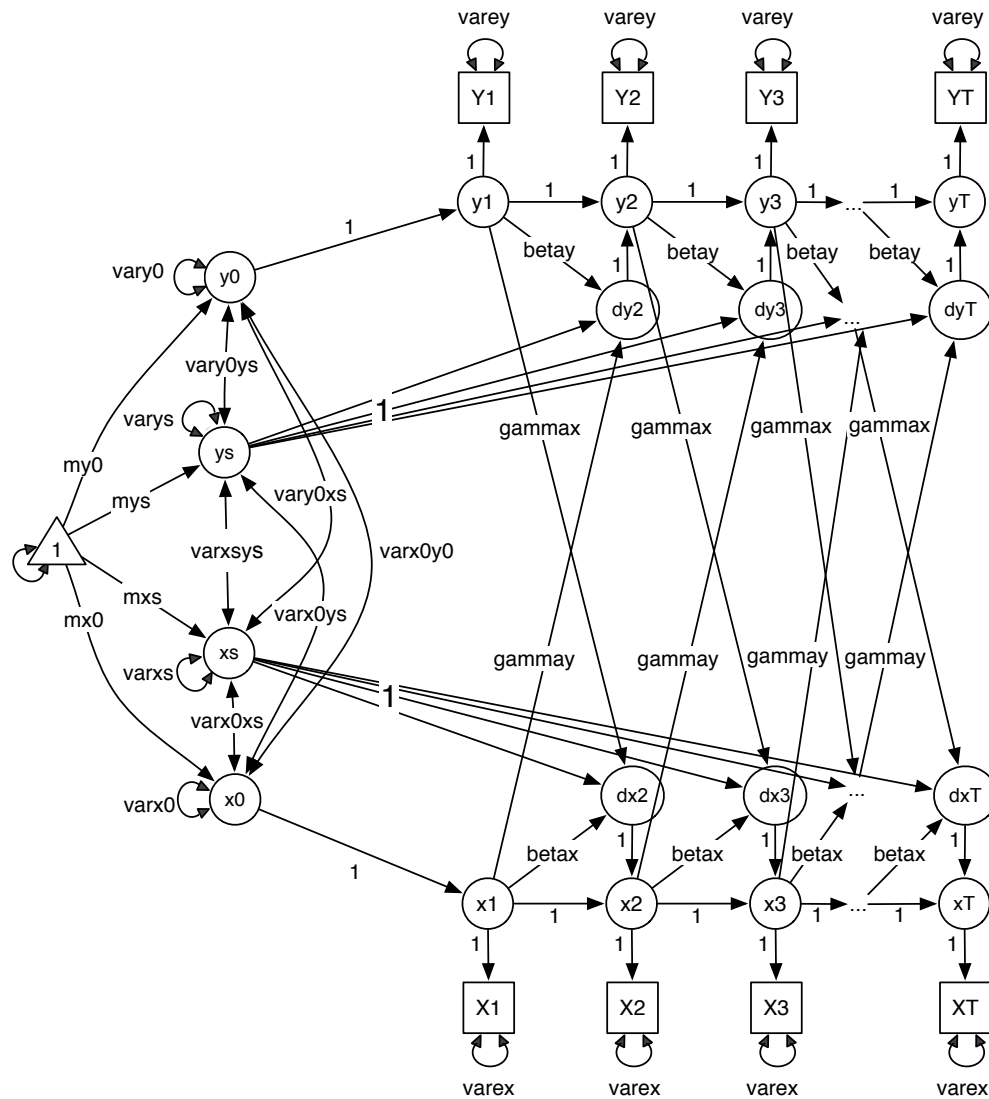 varey varey varey varey
Y1 Y2 Y3 YT
1 1 1 1
y1 1 y2 1 y3 1 ... 1 yT
1
betay betay betay betay
1 1 1 1
vary0 y0
dy2 dy3 ... dyT
vary0ys
varys ys
1
gammax gammax gammax gammax
my0
mys
vary0xs
1
varxsys
varx0y0
mxs
mx0
varx0ys
varxs xs
gammay gammay gammay gammay
1
varx0xs
varx0 x0
dx2 dx3 ... dxT
1 1 1 1
betax betax betax betax
1
x1 1 x2 1 x3 1 ... 1 xT
1 1 1 1
X1 X2 X3 XT
varex varex varex varex